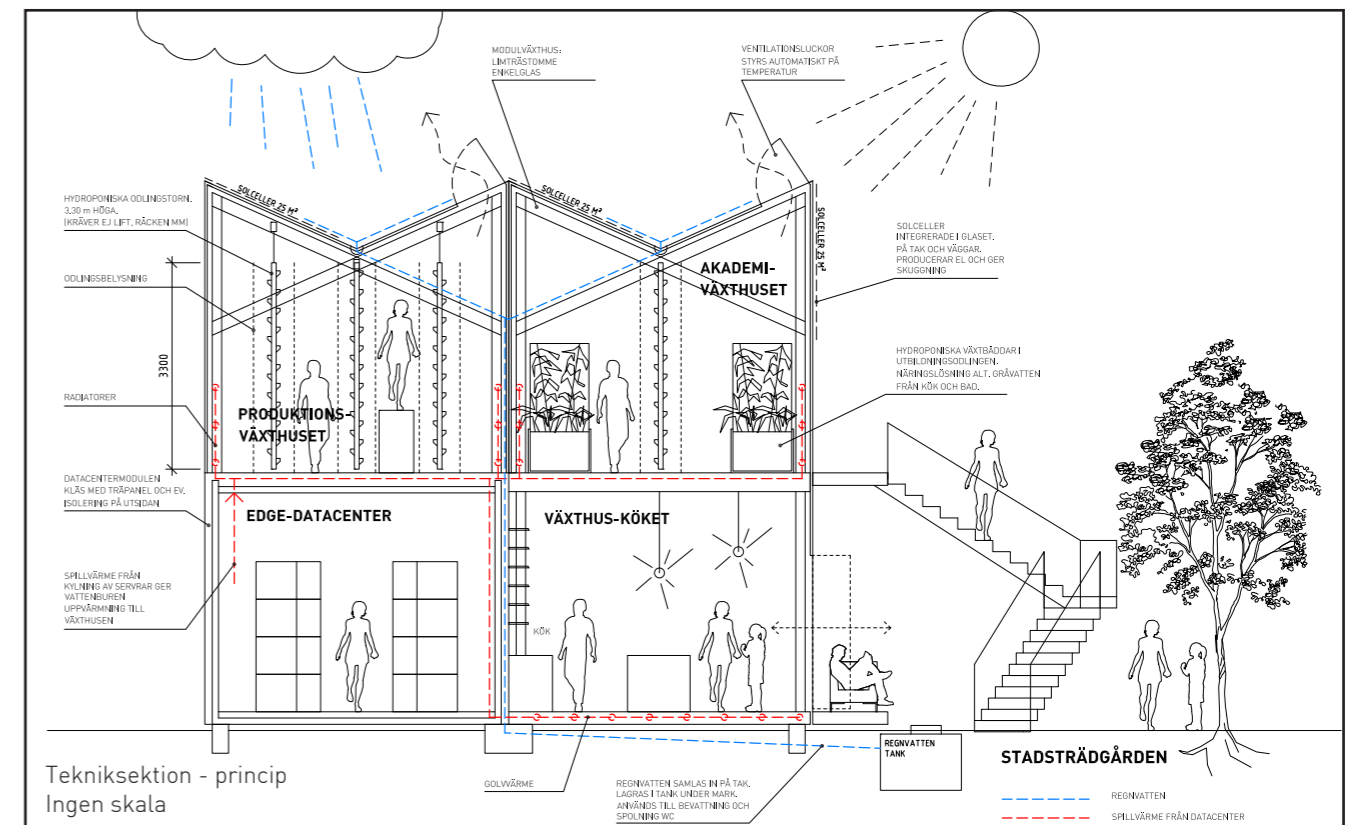 MODULVÄXTHUS:
LIMTRÄSTOMME
ENKELGLAS
VENTILATIONSLUCKOR
STYRS AUTOMATISKT PÅ
TEMPERATUR
HYDROPONISKA ODLINGSTORN.
3,30 m HÖGA.
(KRÄVER EJ LIFT, RÄCKEN MM)
SOLCELLER 25 M²
SOLCELLER 25 M²
SOLCELLER 25 M²
SOLCELLER
INTEGRERADE I GLASET.
PÅ TAK OCH VÄGGAR.
PRODUCERAR EL OCH GER
SKUGGNING
ODLINGSBELYSNING
AKADEMI-
VÄXTHUSET
3300
HYDROPONISKA VÄXTBÄDDAR I
UTBILDNINGSODLINGEN.
NÄRINGSLÖSNING ALT. GRÅVATTEN
FRÅN KÖK OCH BAD.
RADIATORER
PRODUKTIONS-
VÄXTHUSET
DATACENTERMODULEN
KLÄS MED TRÄPANEL OCH EV.
ISOLERING PÅ UTSIDAN
EDGE-DATACENTER
VÄXTHUS-KÖKET
SPILLVÄRME FRÅN
KYLNING AV SERVRAR GER
VATTENBUREN
UPPVÄRMNING TILL
VÄXTHUSEN
KÖK
REGNVATTEN
TANK
STADSTRÄDGÅRDEN
Tekniksektion - princip
Ingen skala
GOLVVÄRME
REGNVATTEN SAMLAS IN PÅ TAK.
LAGRAS I TANK UNDER MARK.
ANVÄNDS TILL BEVATTNING OCH
SPOLNING WC
REGNVATTEN
SPILLVÄRME FRÅN DATACENTER